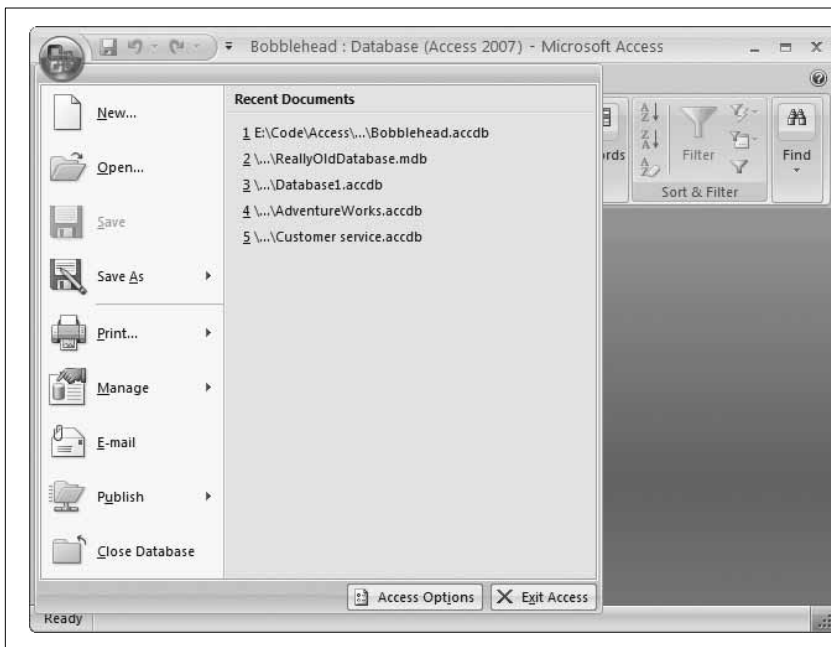 Bobblehead : Database (Access 2007) - Microsoft Access
New...
Open...
Save
Save As
Print...
Manage
E-mail
Publish
Close Database
Recent Documents
1 E:\Code\Access\...\Bobblehead.accdb
2 \...\ReallyOldDatabase.mdb
3 \...\Database1.accdb
4 \...\AdventureWorks.accdb
5 \...\Customer service.accdb
rds
Filter
Find
Sort & Filter
Access Options
Exit Access
Ready